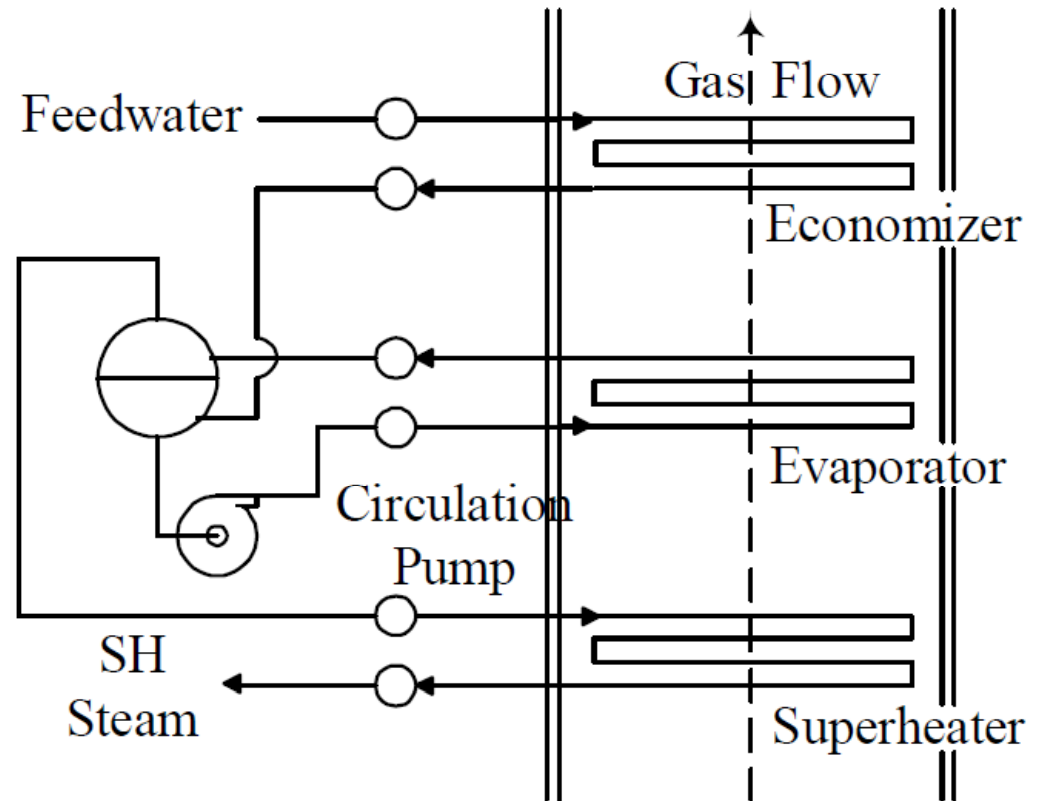 Gas Flow
Feedwater
Economizer
Evaporator
Circulation
Pump
SH
Steam
Superheater